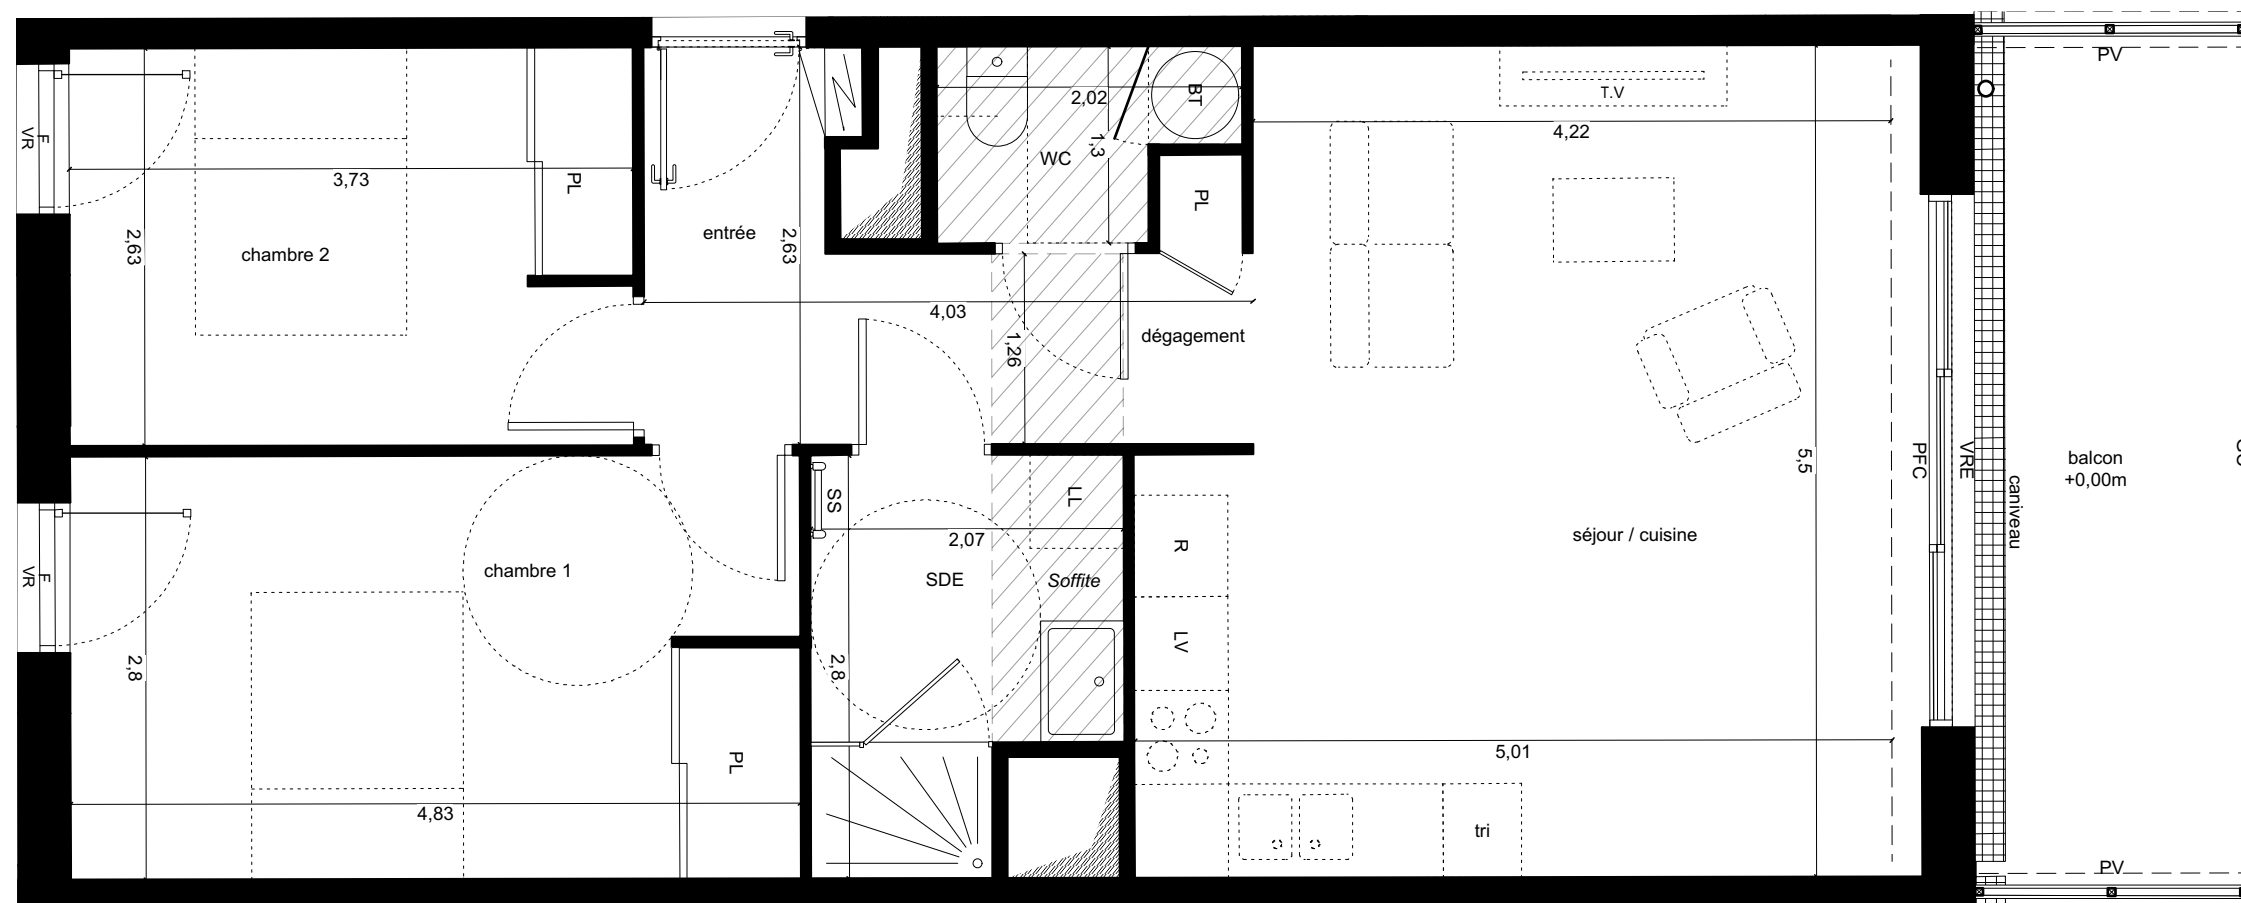 PV
T.V
BT
2,02
4,22
F
VR
1,3
WC
3,73
PL
PL
entrée
2,63
2,63
chambre 2
4,03
dégagement
1,26
PFC
VRE
5,5
balcon
+0,00m
caniveau
SS
LL
R
séjour / cuisine
2,07
SDE
Soffite
chambre 1
F
VR
LV
2,8
2,8
PL
5,01
4,83
tri
PV